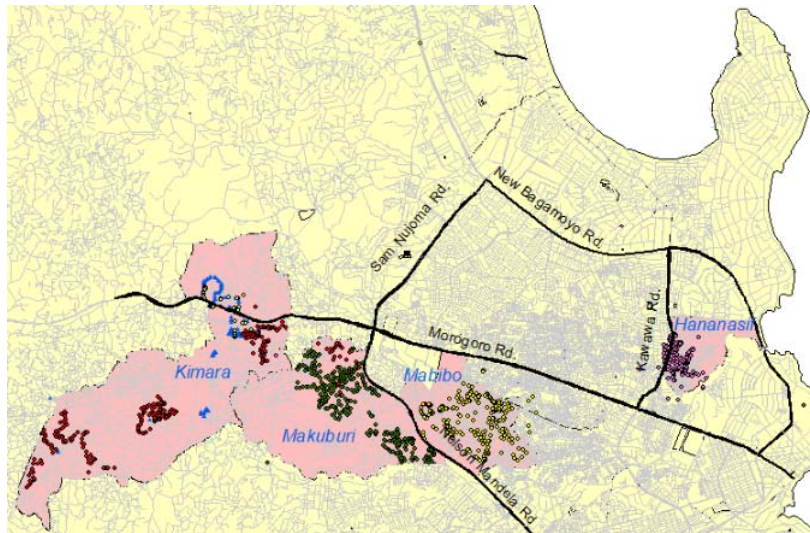 New Bagamoyo Rd.
Sam Nujoma Rd.
Hananasif
Kawawa Rd.
Morogoro Rd.
Kimara
Mabibo
Makuburi
Nelson Mandela Rd